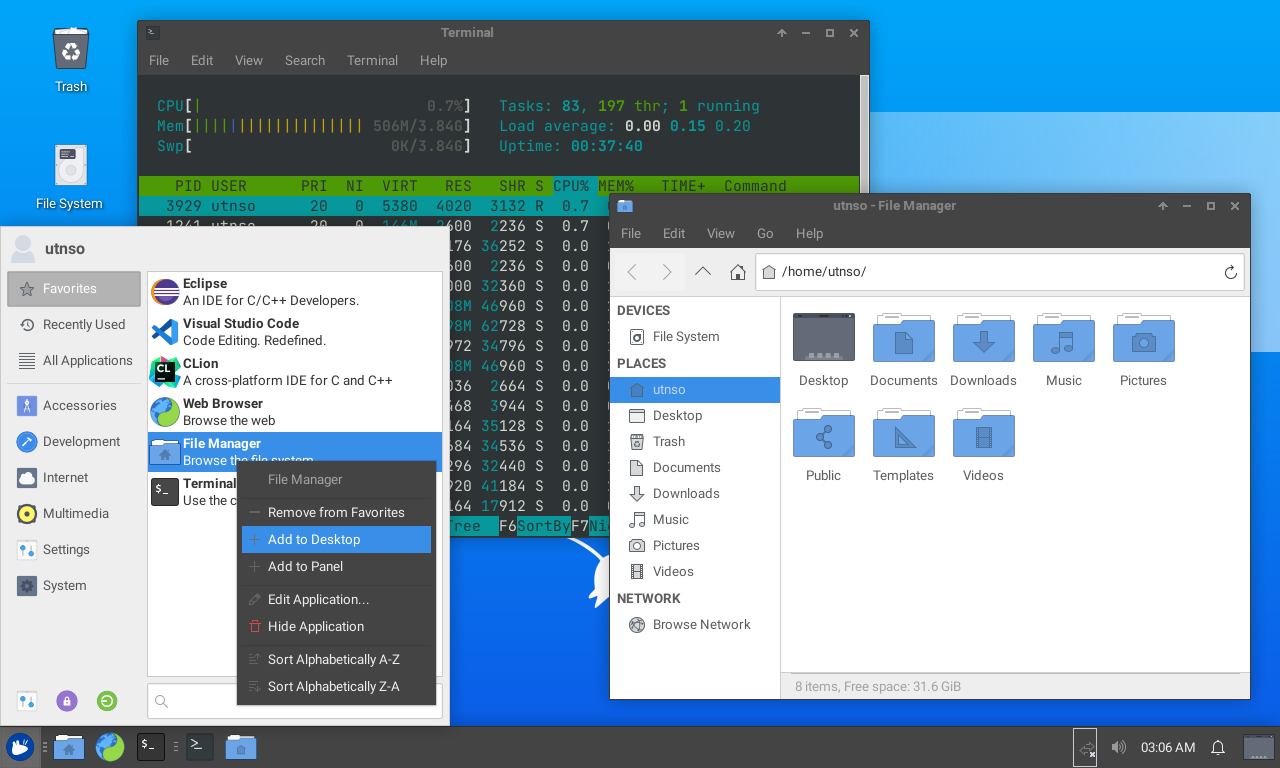 Trash
File System
Terminal
File Edit View Search Terminal Help
CPU[| 0.7%] Tasks: 83, 197 thr; 1 running
Mem[||||||||||||||||||| 506M/3.84G] Load average: 0.00 0.15 0.20
Swp[ 0K/3.84G] Uptime: 00:37:40
PID USER PRI NI VIRT RES SHR S CPU% MEM% TIME+ Command
3929 utnso 20 0 5380 4020 3132 R 0.7
1241 utnso 20 0 146M 2600 2236 S 0.7
176 36252 S 0.0
600 2236 S 0.0
000 32360 S 0.0
08M 46960 S 0.0
98M 62728 S 0.0
972 34796 S 0.0
08M 46960 S 0.0
036 2664 S 0.0
468 3944 S 0.0
164 35128 S 0.0
684 34536 S 0.0
296 32440 S 0.0
920 41184 S 0.0
164 17912 S 0.0
Tree F6SortByF7Ni
utnso
Favorites
Recently Used
All Applications
Accessories
Development
Internet
Multimedia
Settings
System
Eclipse
An IDE for C/C++ Developers.
Visual Studio Code
Code Editing. Redefined.
CLion
A cross-platform IDE for C and C++
Web Browser
Browse the web
File Manager
Browse the file system
Terminal
Use the c
File Manager
Remove from Favorites
Add to Desktop
Add to Panel
Edit Application...
Hide Application
Sort Alphabetically A-Z
Sort Alphabetically Z-A
utnso - File Manager
File Edit View Go Help
/home/utnso/
DEVICES
File System
PLACES
utnso
Desktop
Trash
Documents
Downloads
Music
Pictures
Videos
NETWORK
Browse Network
Desktop Documents Downloads Music Pictures
Public Templates Videos
8 items, Free space: 31.6 GiB
03:06 AM